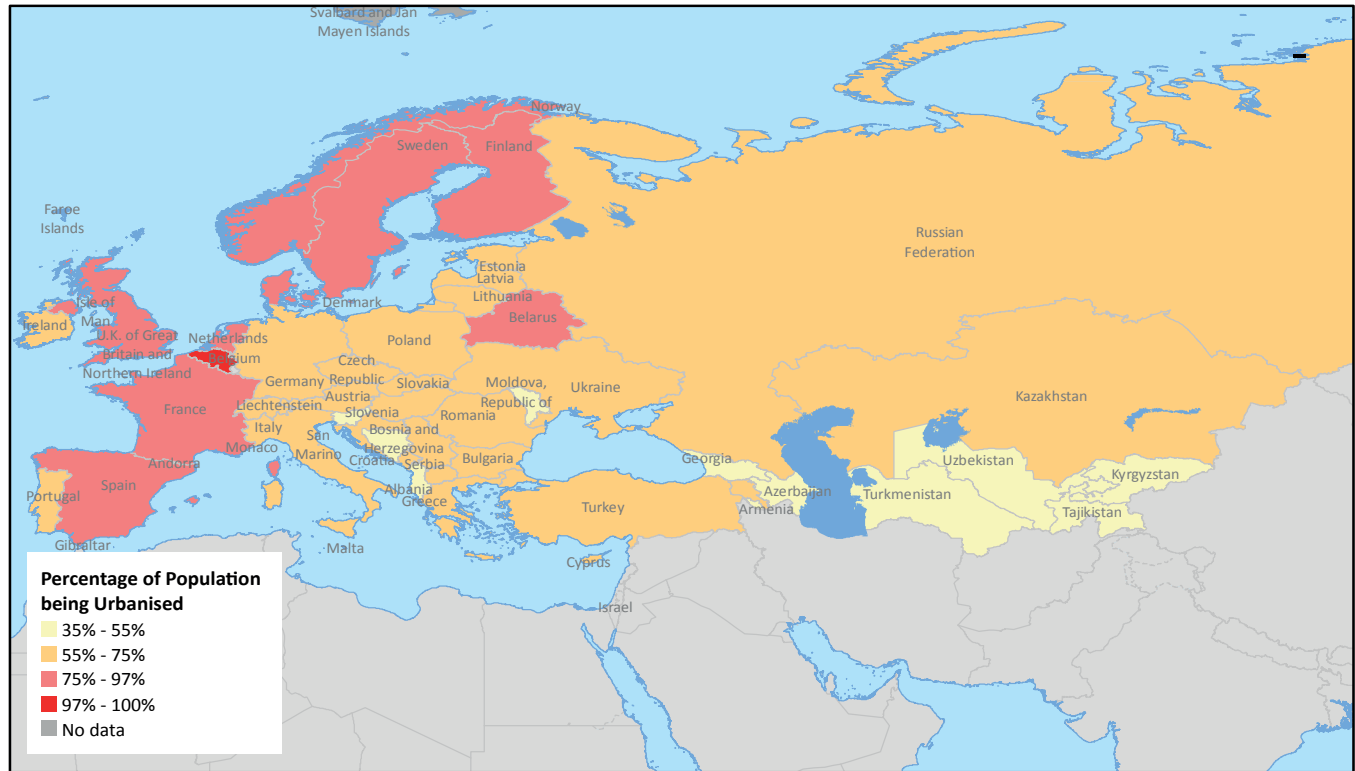 Svalbard and Jan
Mayen Islands
Norway
Sweden
Finland
Faroe
Islands
Russian
Federation
Estonia
Latvia
Lithuania
Denmark
Isle of
Man
Ireland
Belarus
U.K. of Great
Britain and
Northern Ireland
Netherlands
Belgium
Poland
Czech
Republic
Germany
Slovakia
Moldova,
Republic of
Ukraine
Austria
Kazakhstan
France
Liechtenstein
Slovenia
Romania
Italy
Bosnia and
Herzegovina
San
Marino
Monaco
Croatia
Serbia
Bulgaria
Georgia
Uzbekistan
Andorra
Kyrgyzstan
Spain
Portugal
Albania
Greece
Azerbaijan
Turkmenistan
Armenia
Tajikistan
Turkey
Gibraltar
Malta
Cyprus
Israel
Percentage of Population
being Urbanised
35% - 55%
55% - 75%
75% - 97%
97% - 100%
No data